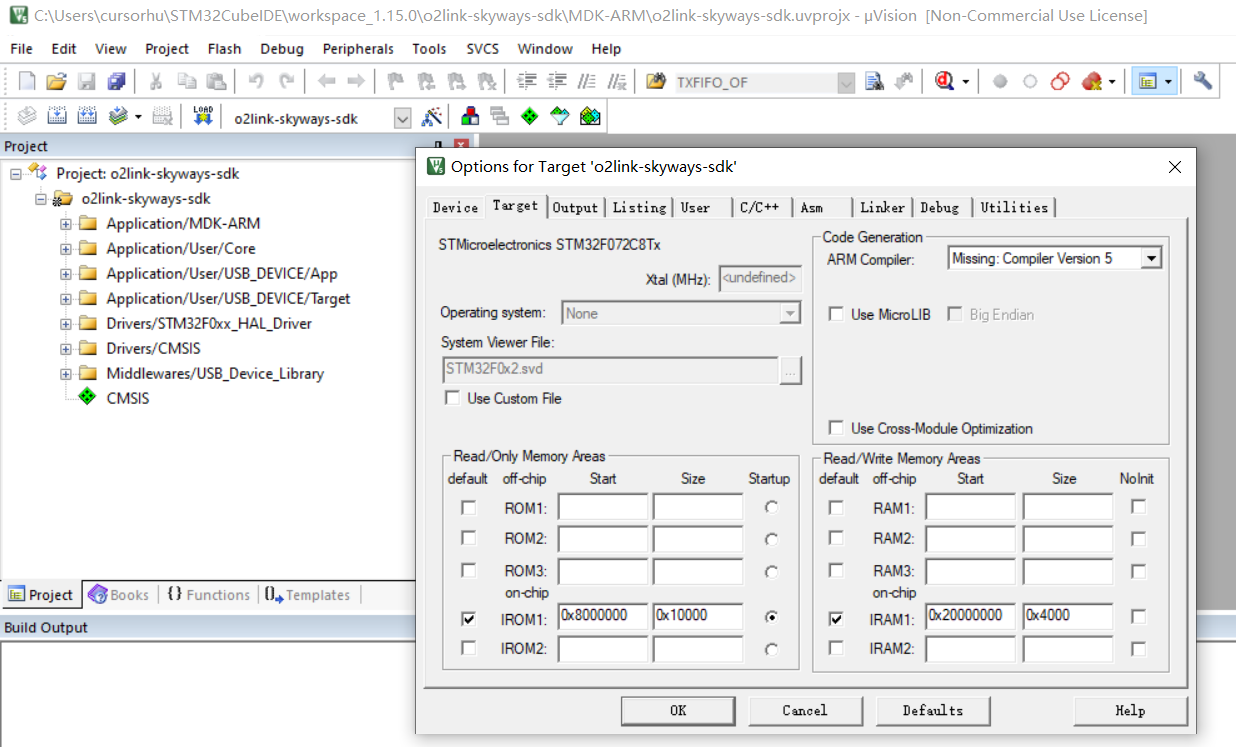 C:\Users\cursorhu\STM32CubeIDE\workspace_1.15.0\o2link-skyways-sdk\MDK-ARM\o2link-skyways-sdk.uvprojx - µVision [Non-Commercial Use License]
File Edit View Project Flash Debug Peripherals Tools SVCS Window Help
TXFIFO_OF
LOAD o2link-skyways-sdk
Project
Project: o2link-skyways-sdk
o2link-skyways-sdk
Application/MDK-ARM
Application/User/Core
Application/User/USB_DEVICE/App
Application/User/USB_DEVICE/Target
Drivers/STM32F0xx_HAL_Driver
Drivers/CMSIS
Middlewares/USB_Device_Library
CMSIS
Project Books {} Functions Templates
Build Output
Options for Target 'o2link-skyways-sdk'
Device Target Output Listing User C/C++ Asm Linker Debug Utilities
STMicroelectronics STM32F072C8Tx
Xtal (MHz): <undefined>
Operating system: None
System Viewer File:
STM32F0x2.svd ...
Use Custom File
Code Generation
ARM Compiler: Missing: Compiler Version 5
Use MicroLIB Big Endian
Use Cross-Module Optimization
Read/Only Memory Areas
default off-chip Start Size Startup
ROM1:
ROM2:
ROM3:
on-chip
IROM1: 0x8000000 0x10000
IROM2:
Read/Write Memory Areas
default off-chip Start Size NoInit
RAM1:
RAM2:
RAM3:
on-chip
IRAM1: 0x20000000 0x4000
IRAM2:
OK Cancel Defaults Help